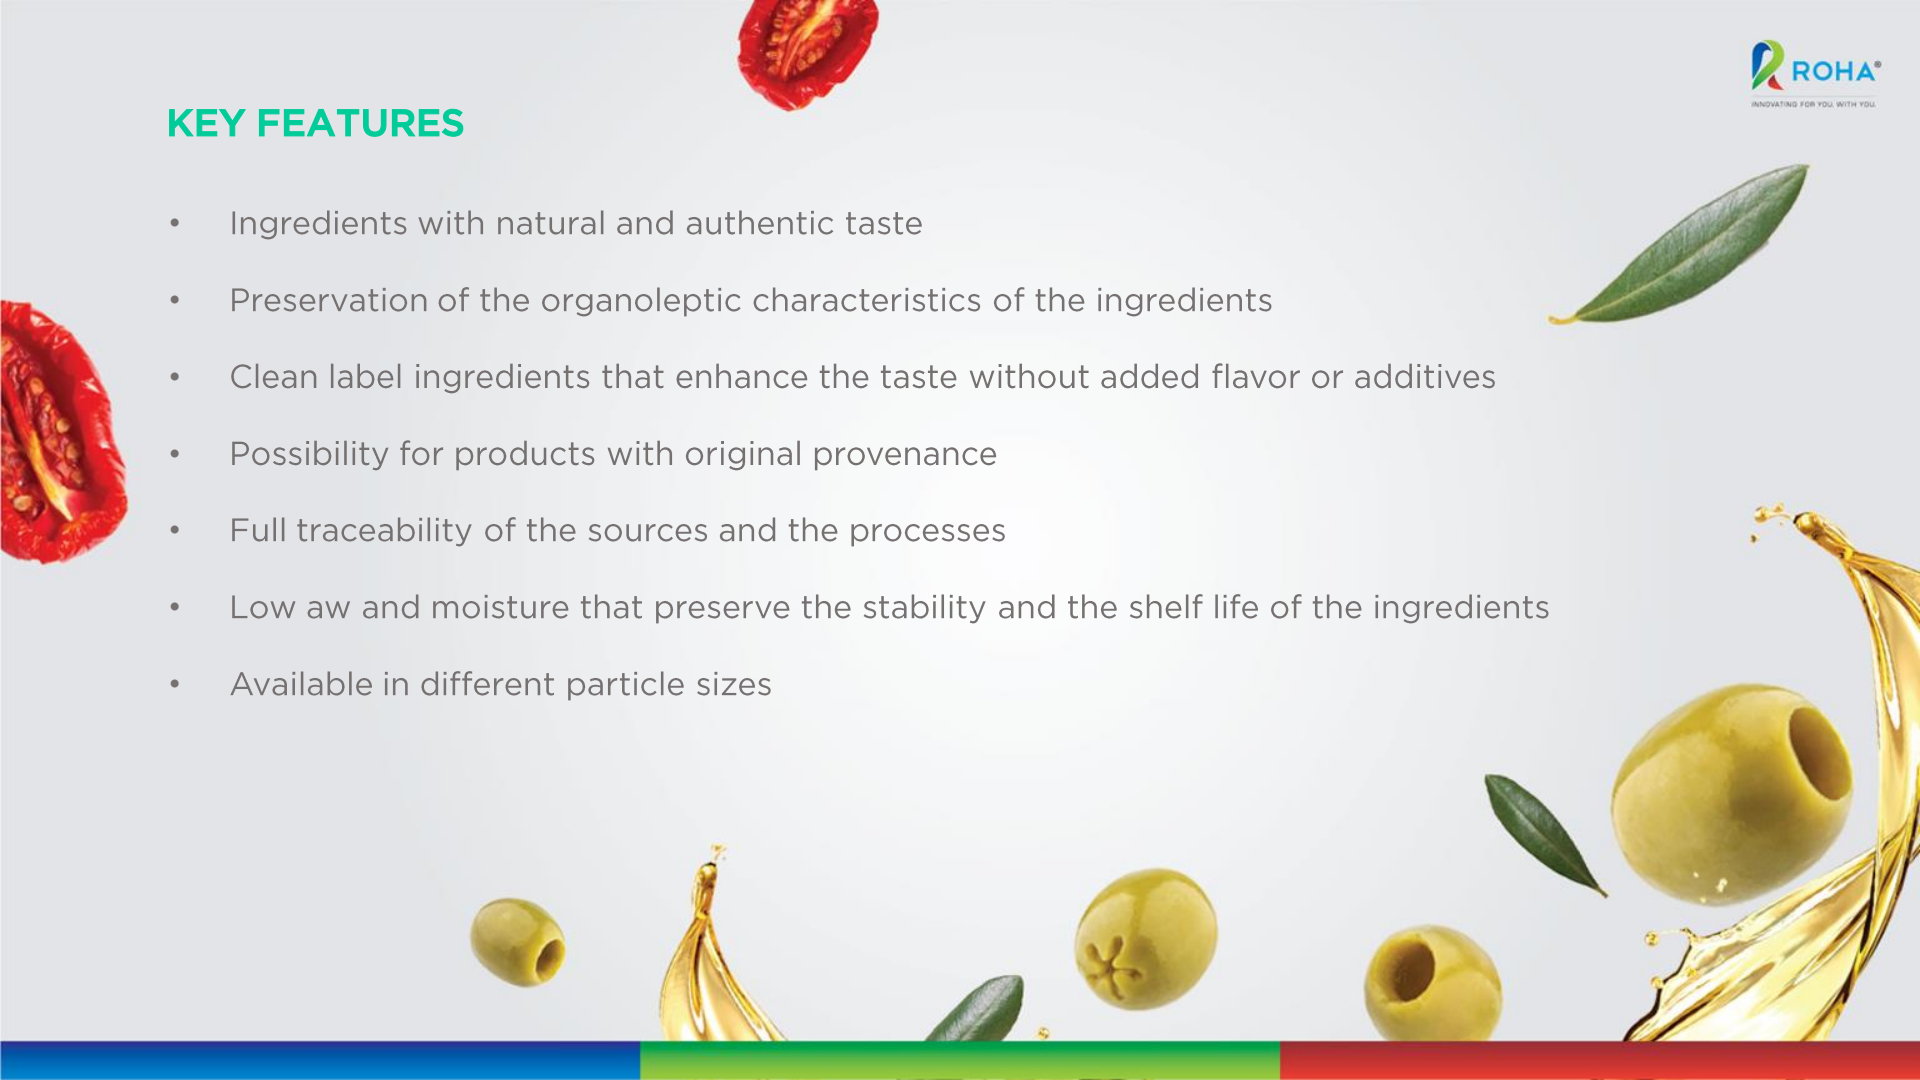 ROHA®
INNOVATING FOR YOU. WITH YOU.
KEY FEATURES
• Ingredients with natural and authentic taste
• Preservation of the organoleptic characteristics of the ingredients
• Clean label ingredients that enhance the taste without added flavor or additives
• Possibility for products with original provenance
• Full traceability of the sources and the processes
• Low aw and moisture that preserve the stability and the shelf life of the ingredients
• Available in different particle sizes